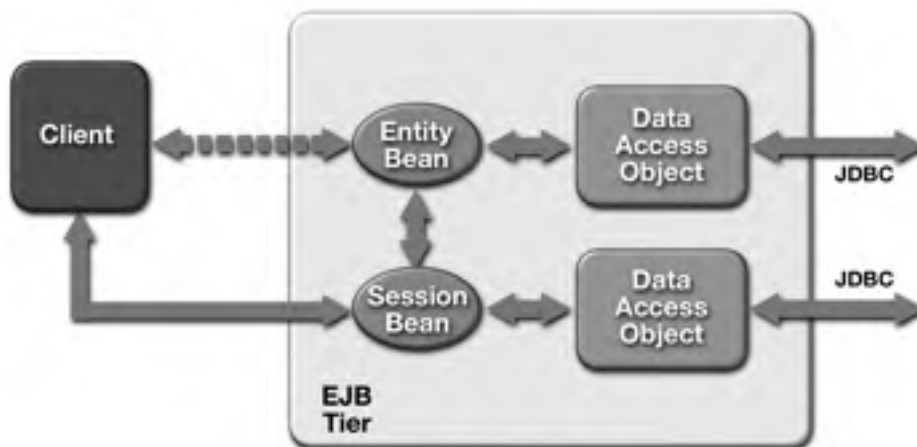 Client
Entity
Bean
Data
Access
Object
JDBC
Session
Bean
Data
Access
Object
JDBC
EJB
Tier